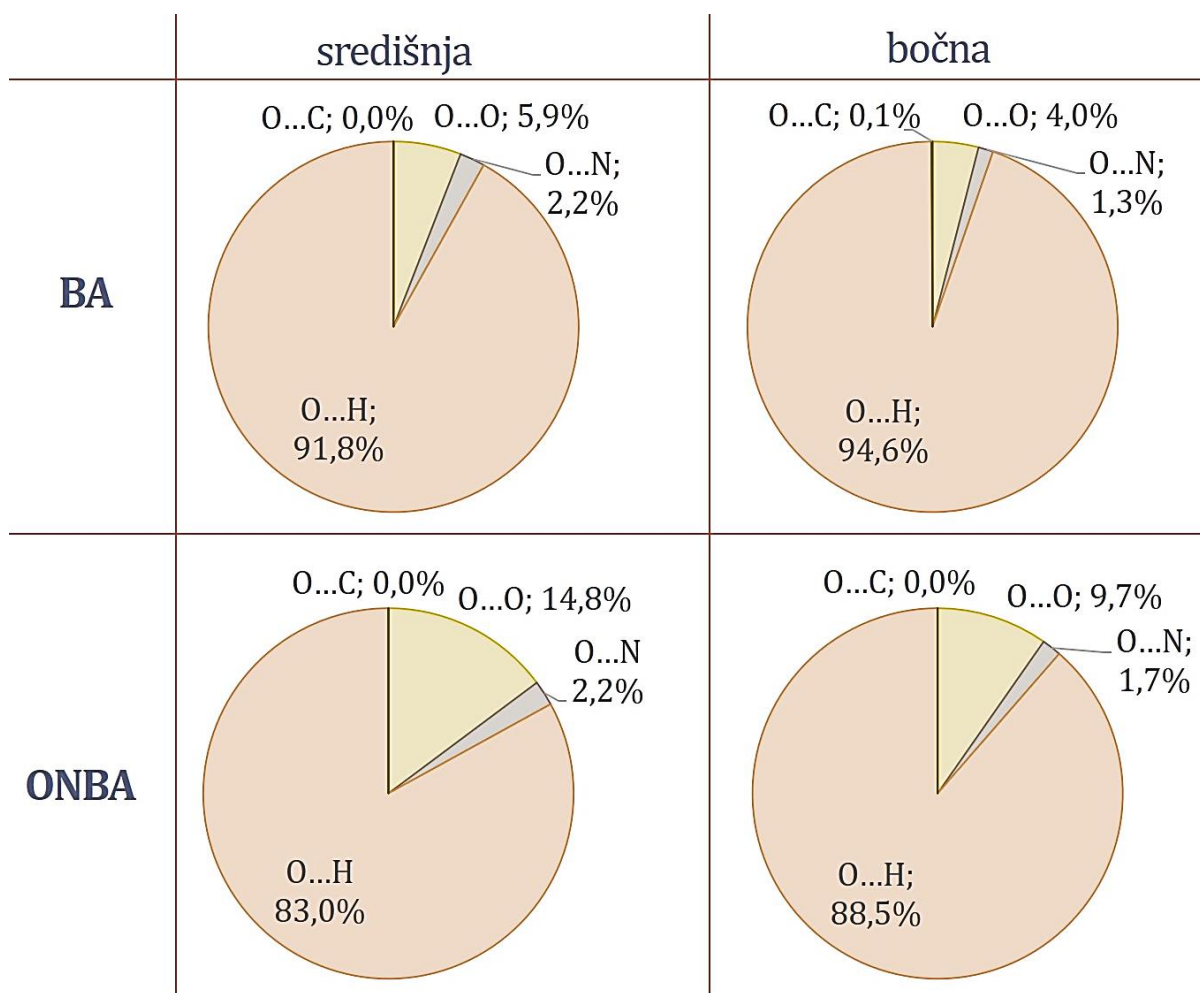 središnja
bočna
BA
O...C; 0,0%
O...O; 5,9%
O...N;
2,2%
O...H;
91,8%
O...C; 0,1%
O...O; 4,0%
O...N;
1,3%
O...H;
94,6%
ONBA
O...C; 0,0%
O...O; 14,8%
O...N
2,2%
O...H
83,0%
O...C; 0,0%
O...O; 9,7%
O...N;
1,7%
O...H;
88,5%